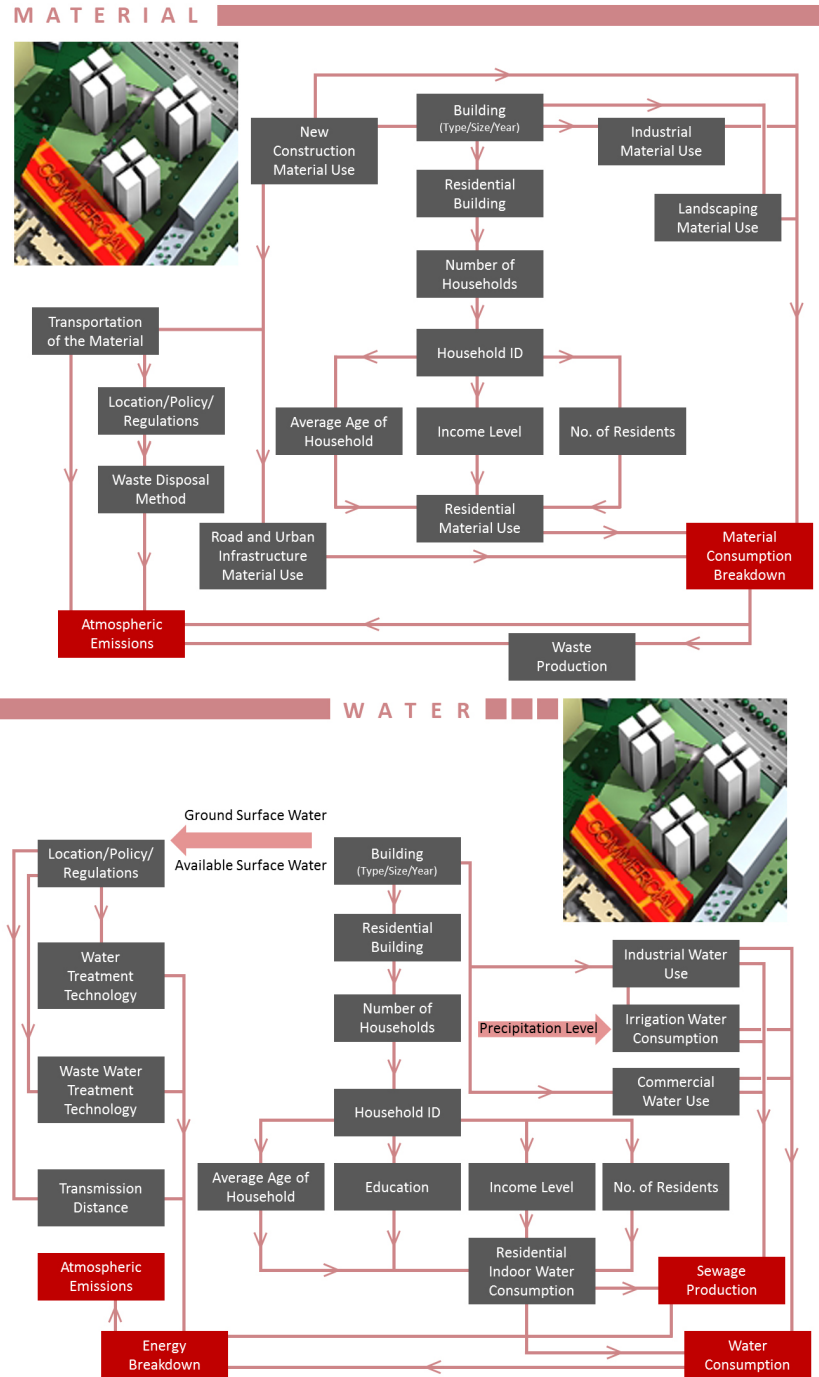 MATERIAL
COMMERCIAL
Building
(Type/Size/Year)
New
Construction
Material Use
Industrial
Material Use
Residential
Building
Landscaping
Material Use
Number of
Households
Transportation
of the Material
Household ID
Location/Policy/
Regulations
Average Age of
Household
Income Level
No. of Residents
Waste Disposal
Method
Residential
Material Use
Road and Urban
Infrastructure
Material Use
Material
Consumption
Breakdown
Atmospheric
Emissions
Waste
Production
WATER
COMMERCIAL
Ground Surface Water
Available Surface Water
Location/Policy/
Regulations
Building
(Type/Size/Year)
Residential
Building
Water
Treatment
Technology
Industrial Water
Use
Number of
Households
Precipitation Level
Irrigation Water
Consumption
Waste Water
Treatment
Technology
Commercial
Water Use
Household ID
Transmission
Distance
Average Age of
Household
Education
Income Level
No. of Residents
Atmospheric
Emissions
Residential
Indoor Water
Consumption
Sewage
Production
Energy
Breakdown
Water
Consumption